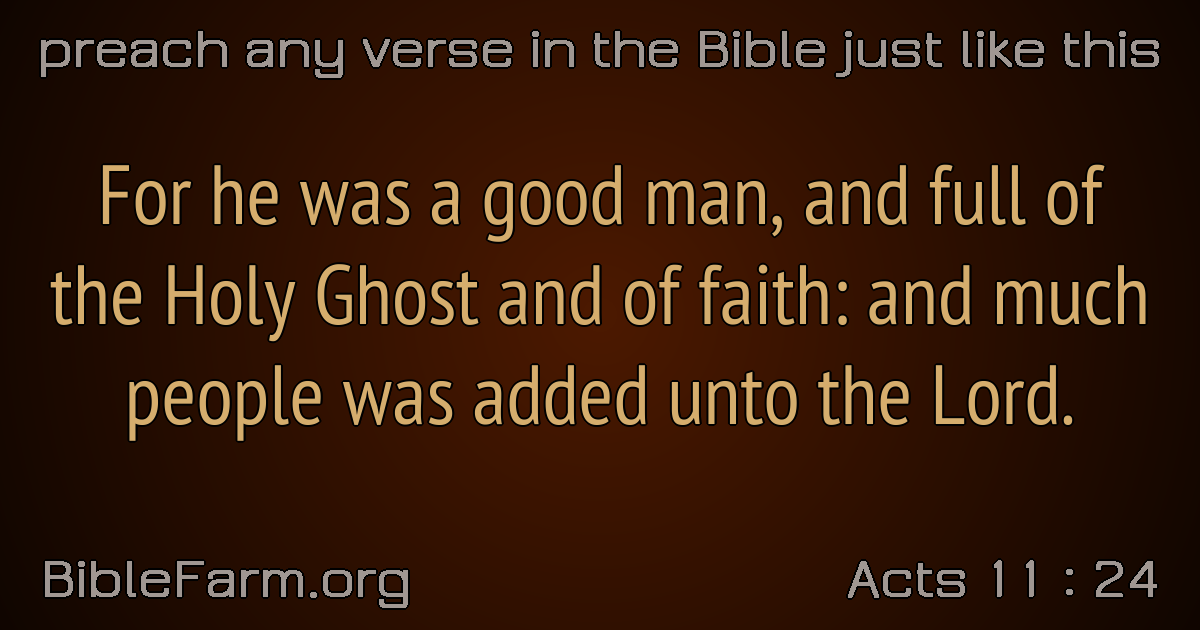 preach any verse in the Bible just like this
For he was a good man, and full of
the Holy Ghost and of faith: and much
people was added unto the Lord.
BibleFarm.org
Acts 11 : 24